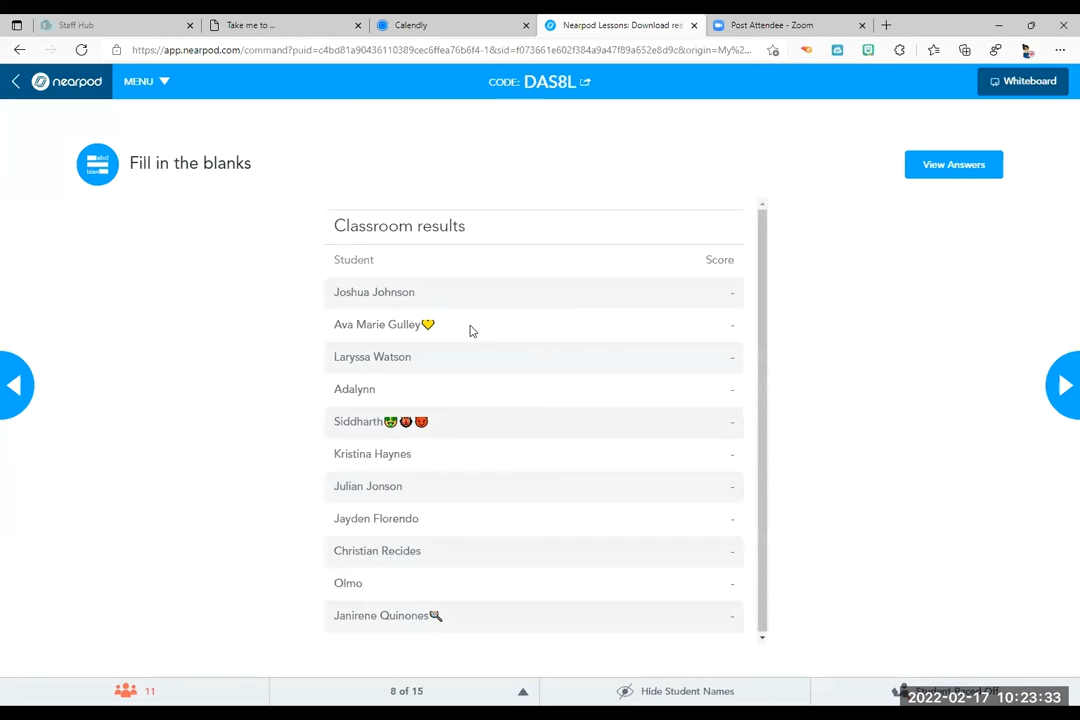 Staff Hub
Take me to ...
Calendly
Nearpod Lessons: Download rea
Post Attendee - Zoom
https://app.nearpod.com/command?puid=c4bd81a90436110389cec6ffea76b6f4-1&sid=f073661e602f384a9a47f89a652e8d9c&origin=My%2...
nearpod
MENU
CODE: DAS8L
Whiteboard
Fill in the blanks
View Answers
Classroom results
Student Score
Joshua Johnson -
Ava Marie Gulley💛 -
Laryssa Watson -
Adalynn -
Siddharth -
Kristina Haynes -
Julian Jonson -
Jayden Florendo -
Christian Recides -
Olmo -
Janirene Quinones -
11
8 of 15
Hide Student Names
2022-02-17 10:23:33